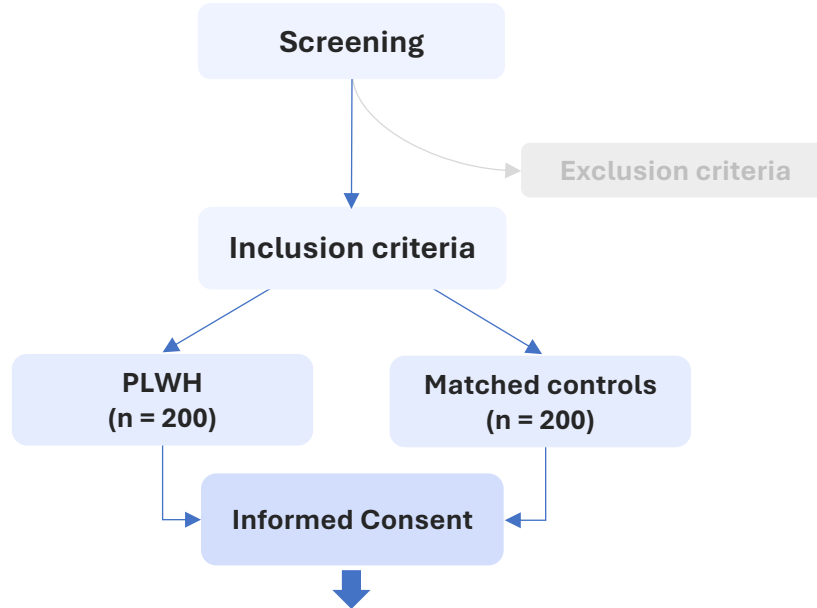 Screening
Exclusion criteria
Inclusion criteria
PLWH
(n = 200)
Matched controls
(n = 200)
Informed Consent